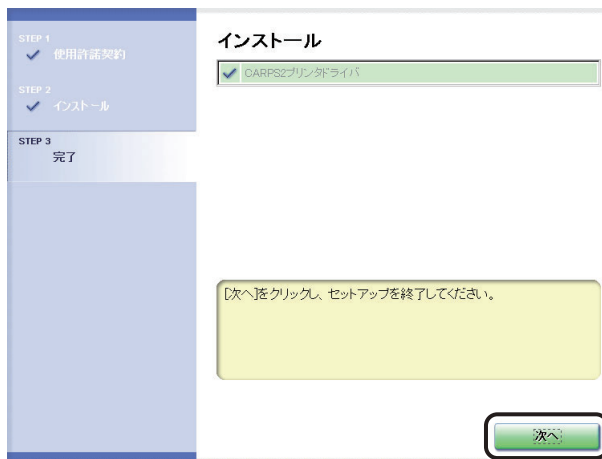 STEP 1
使用許諾契約
STEP 2
インストール
STEP 3
完了
インストール
CARPS2プリンタドライバ
[次へ]をクリックし、セットアップを終了してください。
次へ